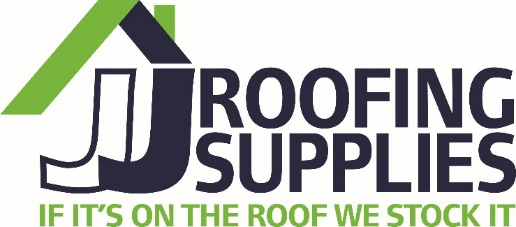 JJ ROOFING
SUPPLIES
IF IT'S ON THE ROOF WE STOCK IT